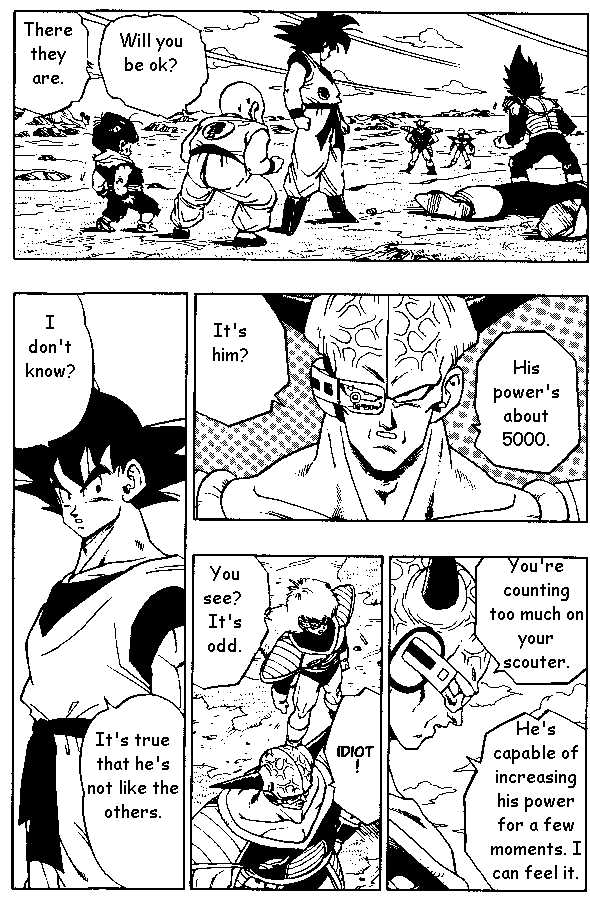 There
they
are.
Will you
be ok?
I
don't
know?
It's
him?
His
power's
about
5000.
It's true
that he's
not like the
others.
You
see?
It's
odd.
IDIOT
!
You're
counting
too much on
your
scouter.
He's
capable of
increasing
his power
for a few
moments. I
can feel it.